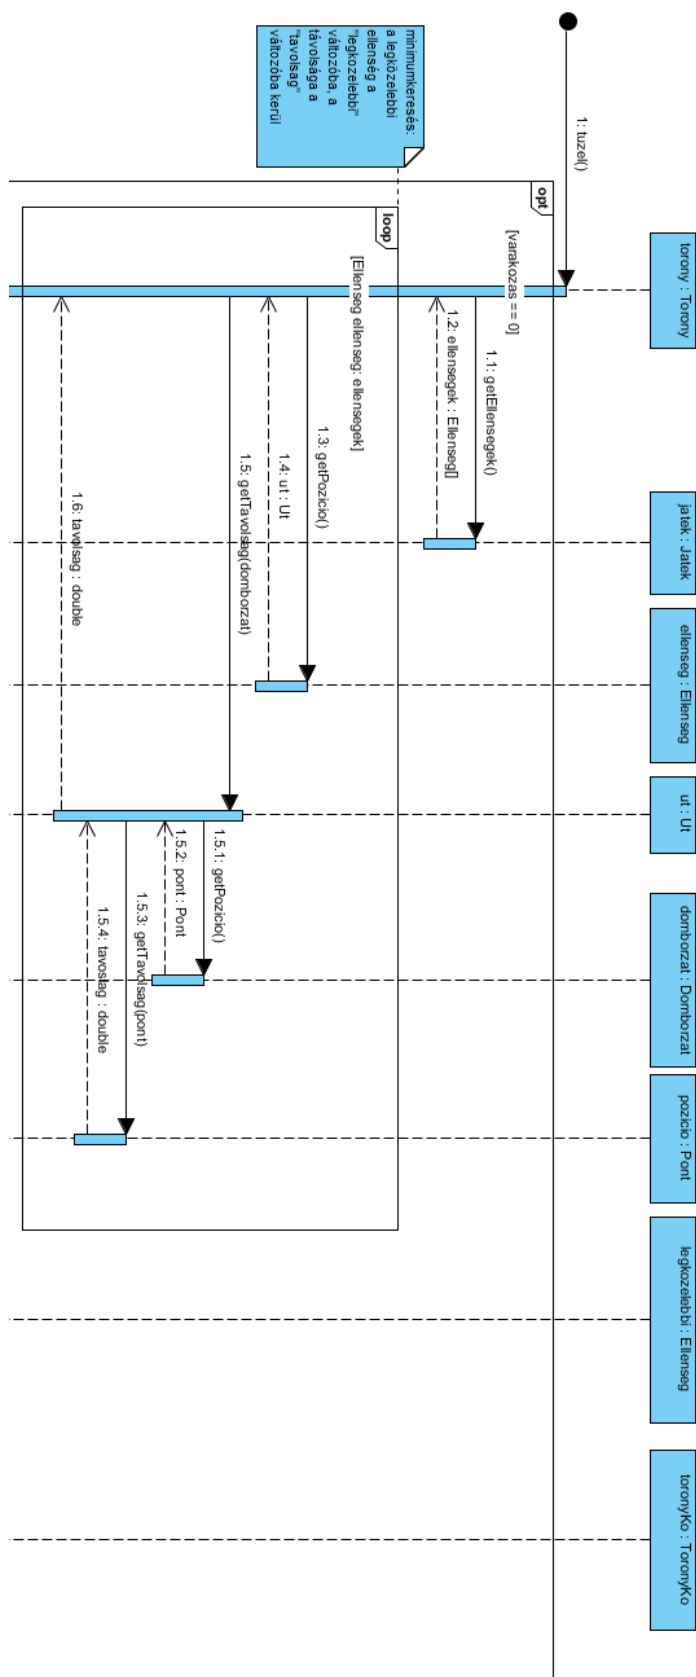 torony : Torony
jatek : Jatek
ellenseg : Ellenseg
ut : Ut
domborzat : Domborzat
pozicio : Pont
legkozelebbi : Ellenseg
toronyKo : ToronyKo
1: tuzel()
opt
[varakozas == 0]
1.1: getEllensegek()
1.2: ellensegek : Ellenseg[]
minimumkeresés:
a legközelebbi
ellenség a
"legkozelebbi"
változóba, a
távolsága a
"tavolsag"
változóba kerül
loop
[Ellenseg ellenseg: ellensegek]
1.3: getPozicio()
1.4: ut : Ut
1.5: getTavolsag(domborzat)
1.5.1: getPozicio()
1.5.2: pont : Pont
1.5.3: getTavolsag(pont)
1.5.4: tavoslag : double
1.6: tavolsag : double